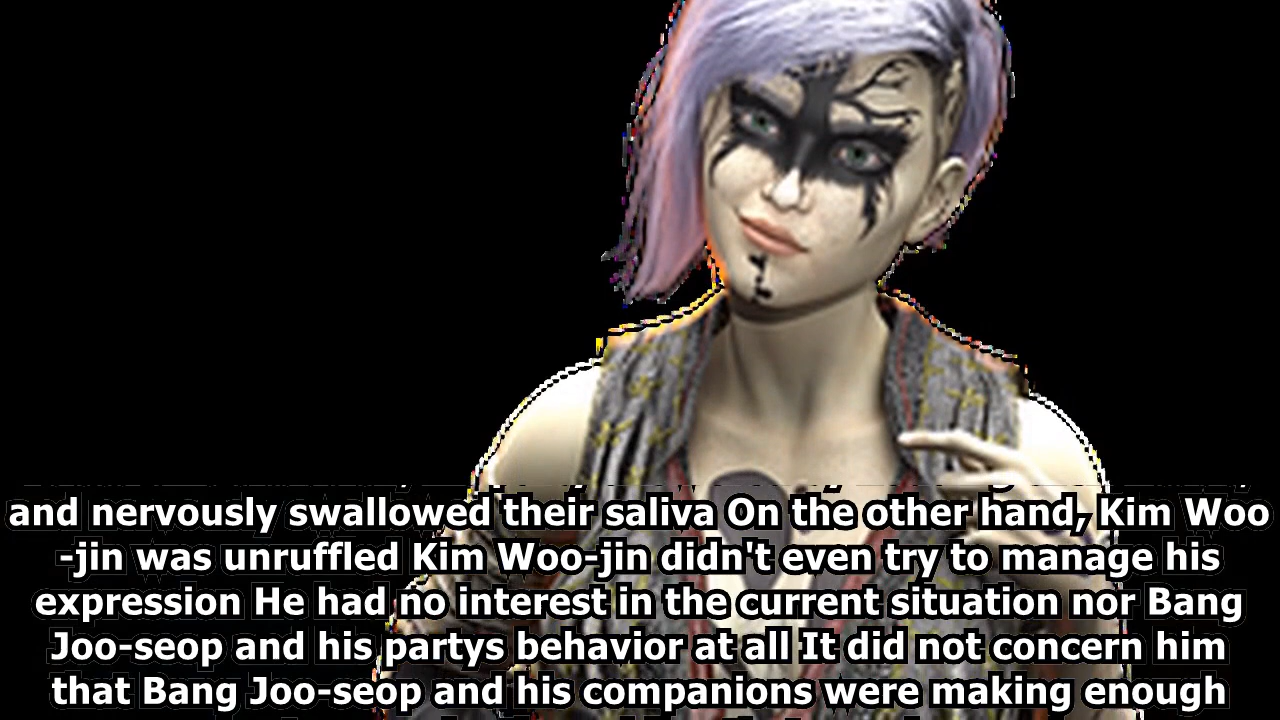 and nervously swallowed their saliva On the other hand, Kim Woo
-jin was unruffled Kim Woo-jin didn't even try to manage his
expression He had no interest in the current situation nor Bang
Joo-seop and his partys behavior at all It did not concern him
that Bang Joo-seop and his companions were making enough